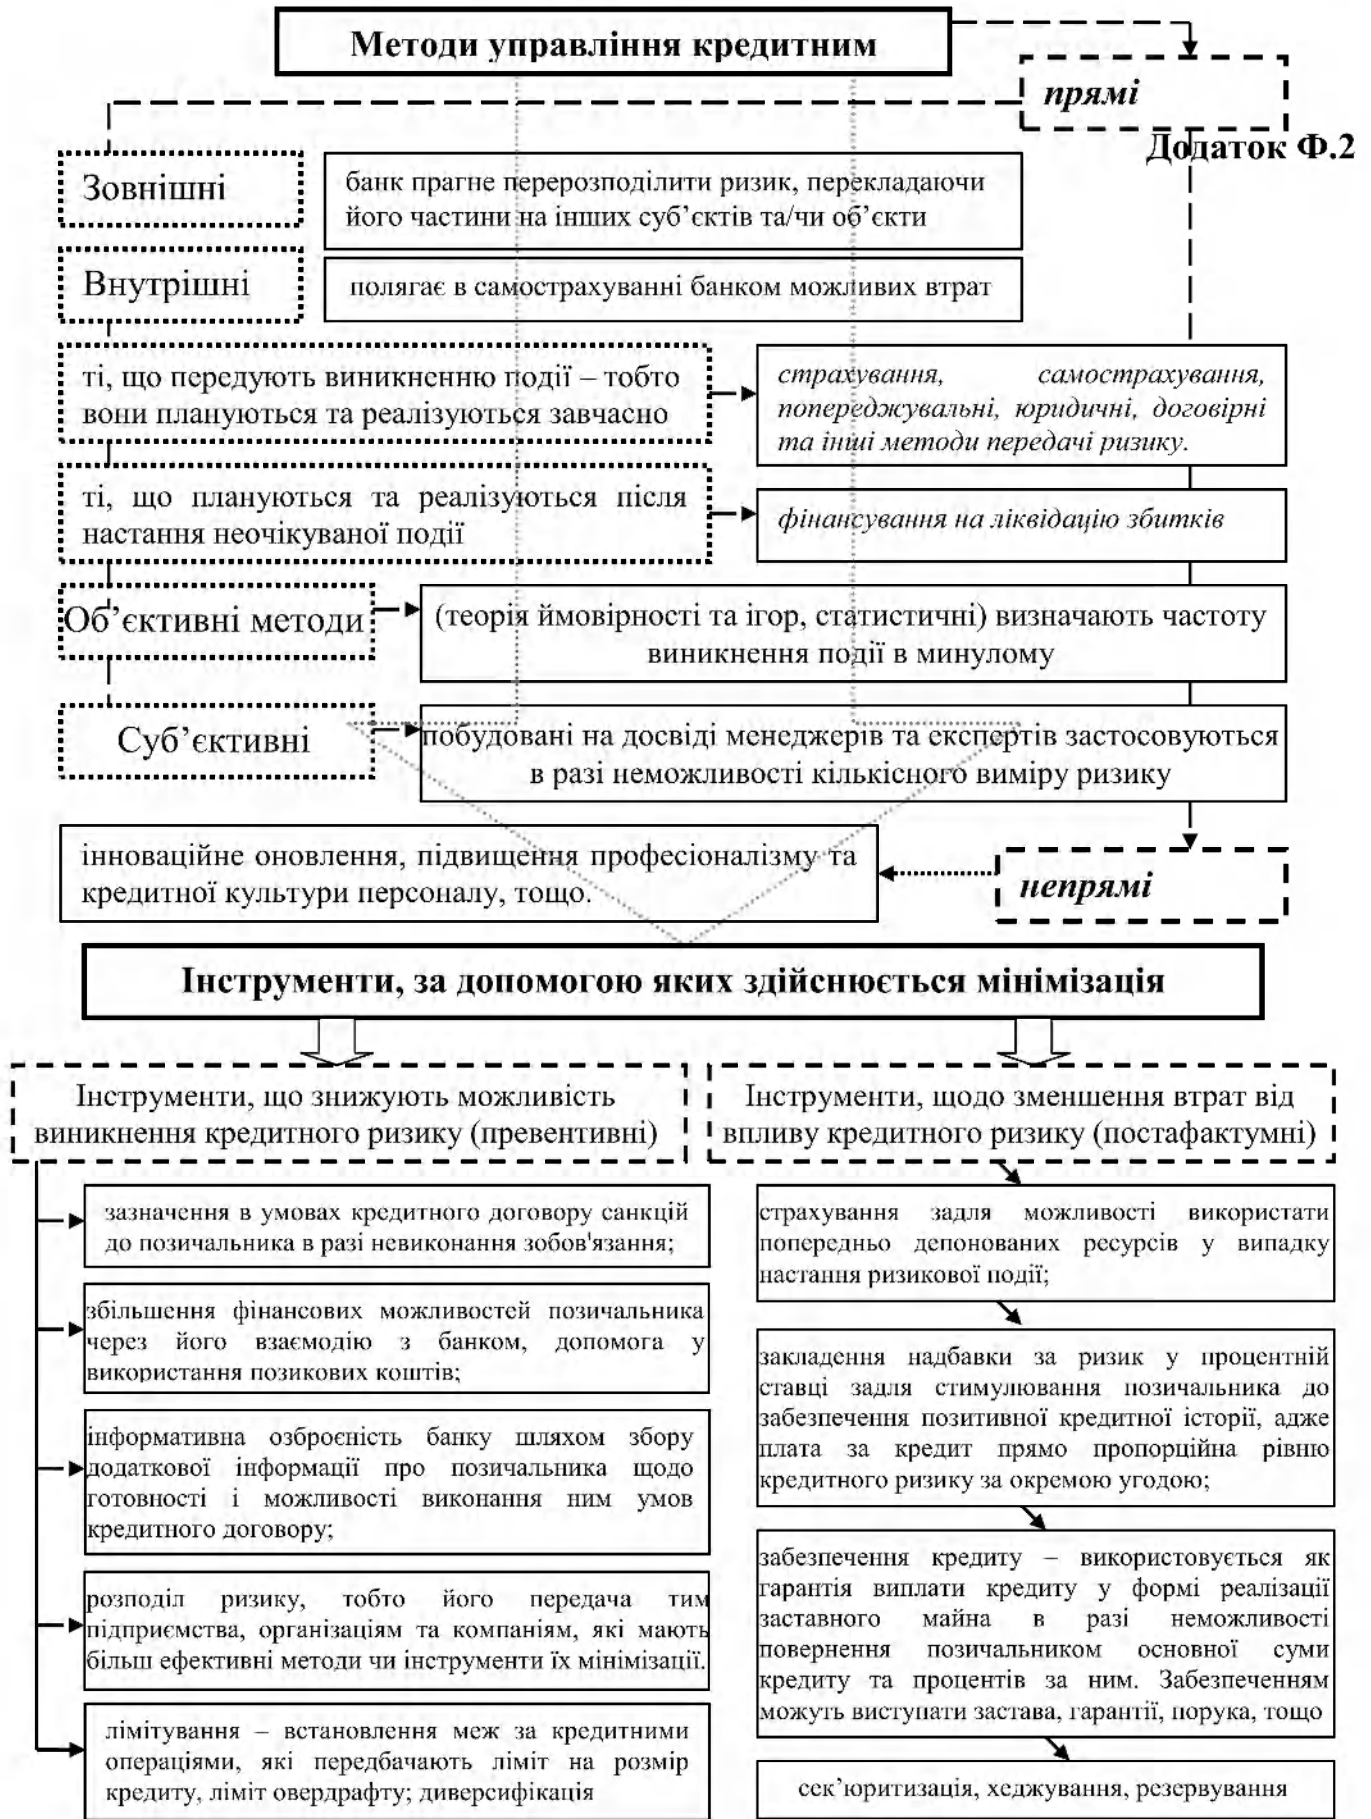 Методи управління кредитним
прямі
Додаток Ф.2
Зовнішні
банк прагне перерозподілити ризик, перекладаючи
його частини на інших суб’єктів та/чи об’єкти
Внутрішні
полягає в самострахуванні банком можливих втрат
ті, що передують виникненню події – тобто
вони плануються та реалізуються завчасно
страхування, самострахування,
попереджувальні, юридичні, договірні
та інші методи передачі ризику.
ті, що плануються та реалізуються після
настання неочікуваної події
фінансування на ліквідацію збитків
Об’єктивні методи
(теорія ймовірності та ігор, статистичні) визначають частоту
виникнення події в минулому
Суб’єктивні
побудовані на досвіді менеджерів та експертів застосовуються
в разі неможливості кількісного виміру ризику
інноваційне оновлення, підвищення професіоналізму та
кредитної культури персоналу, тощо.
непрямі
Інструменти, за допомогою яких здійснюється мінімізація
Інструменти, що знижують можливість
виникнення кредитного ризику (превентивні)
зазначення в умовах кредитного договору санкцій
до позичальника в разі невиконання зобов'язання;
збільшення фінансових можливостей позичальника
через його взаємодію з банком, допомога у
використання позикових коштів;
інформативна озброєність банку шляхом збору
додаткової інформації про позичальника щодо
готовності і можливості виконання ним умов
кредитного договору;
розподіл ризику, тобто його передача тим
підприємства, організаціям та компаніям, які мають
більш ефективні методи чи інструменти їх мінімізації.
лімітування – встановлення меж за кредитними
операціями, які передбачають ліміт на розмір
кредиту, ліміт овердрафту; диверсифікація
Інструменти, щодо зменшення втрат від
впливу кредитного ризику (постафактумні)
страхування задля можливості використати
попередньо депонованих ресурсів у випадку
настання ризикової події;
закладення надбавки за ризик у процентній
ставці задля стимулювання позичальника до
забезпечення позитивної кредитної історії, адже
плата за кредит прямо пропорційна рівню
кредитного ризику за окремою угодою;
забезпечення кредиту – використовується як
гарантія виплати кредиту у формі реалізації
заставного майна в разі неможливості
повернення позичальником основної суми
кредиту та процентів за ним. Забезпеченням
можуть виступати застава, гарантії, порука, тощо
сек’юритизація, хеджування, резервування